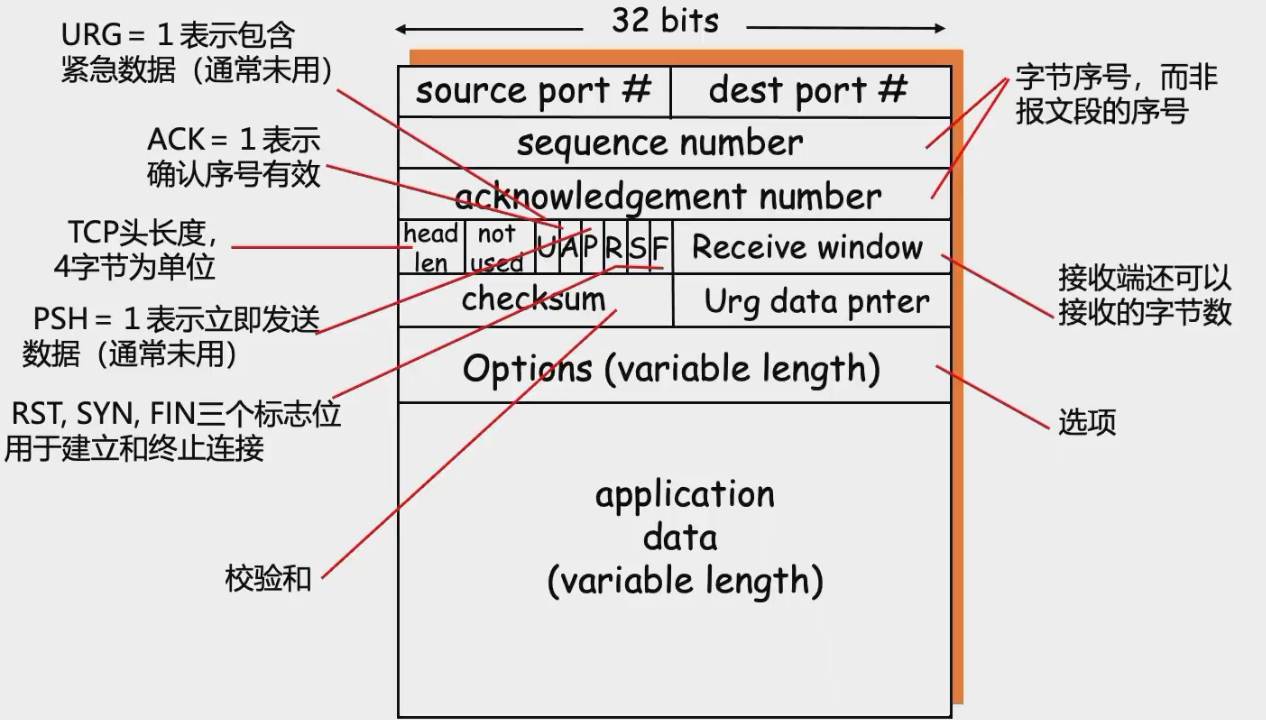 32 bits
URG = 1 表示包含
紧急数据（通常未用）
ACK = 1 表示
确认序号有效
TCP头长度，
4字节为单位
PSH = 1 表示立即发送
数据（通常未用）
RST, SYN, FIN三个标志位
用于建立和终止连接
校验和
source port #
dest port #
sequence number
acknowledgement number
head
len
not
used
U
A
P
R
S
F
Receive window
checksum
Urg data pnter
Options (variable length)
application
data
(variable length)
字节序号，而非
报文段的序号
接收端还可以
接收的字节数
选项